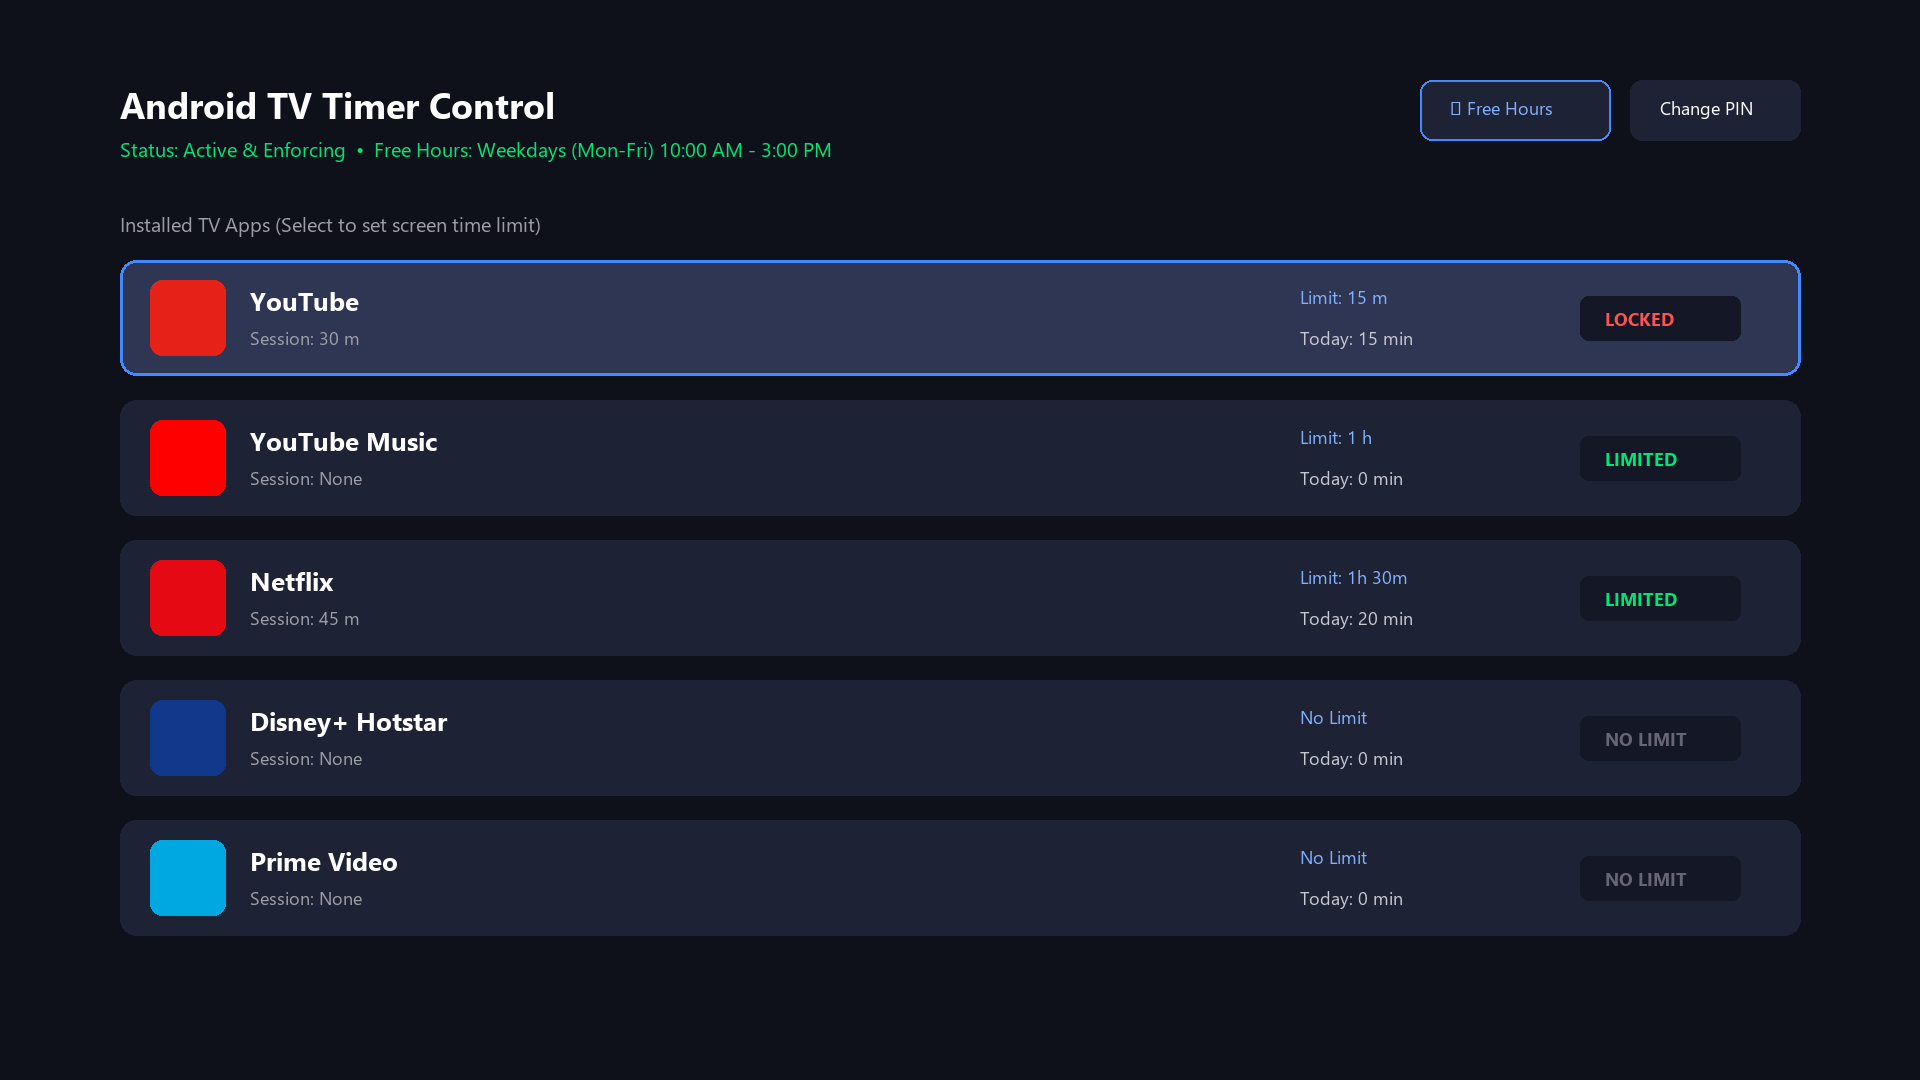 Android TV Timer Control
Status: Active & Enforcing • Free Hours: Weekdays (Mon-Fri) 10:00 AM - 3:00 PM
Free Hours
Change PIN
Installed TV Apps (Select to set screen time limit)
YouTube
Session: 30 m
Limit: 15 m
Today: 15 min
LOCKED
YouTube Music
Session: None
Limit: 1 h
Today: 0 min
LIMITED
Netflix
Session: 45 m
Limit: 1h 30m
Today: 20 min
LIMITED
Disney+ Hotstar
Session: None
No Limit
Today: 0 min
NO LIMIT
Prime Video
Session: None
No Limit
Today: 0 min
NO LIMIT